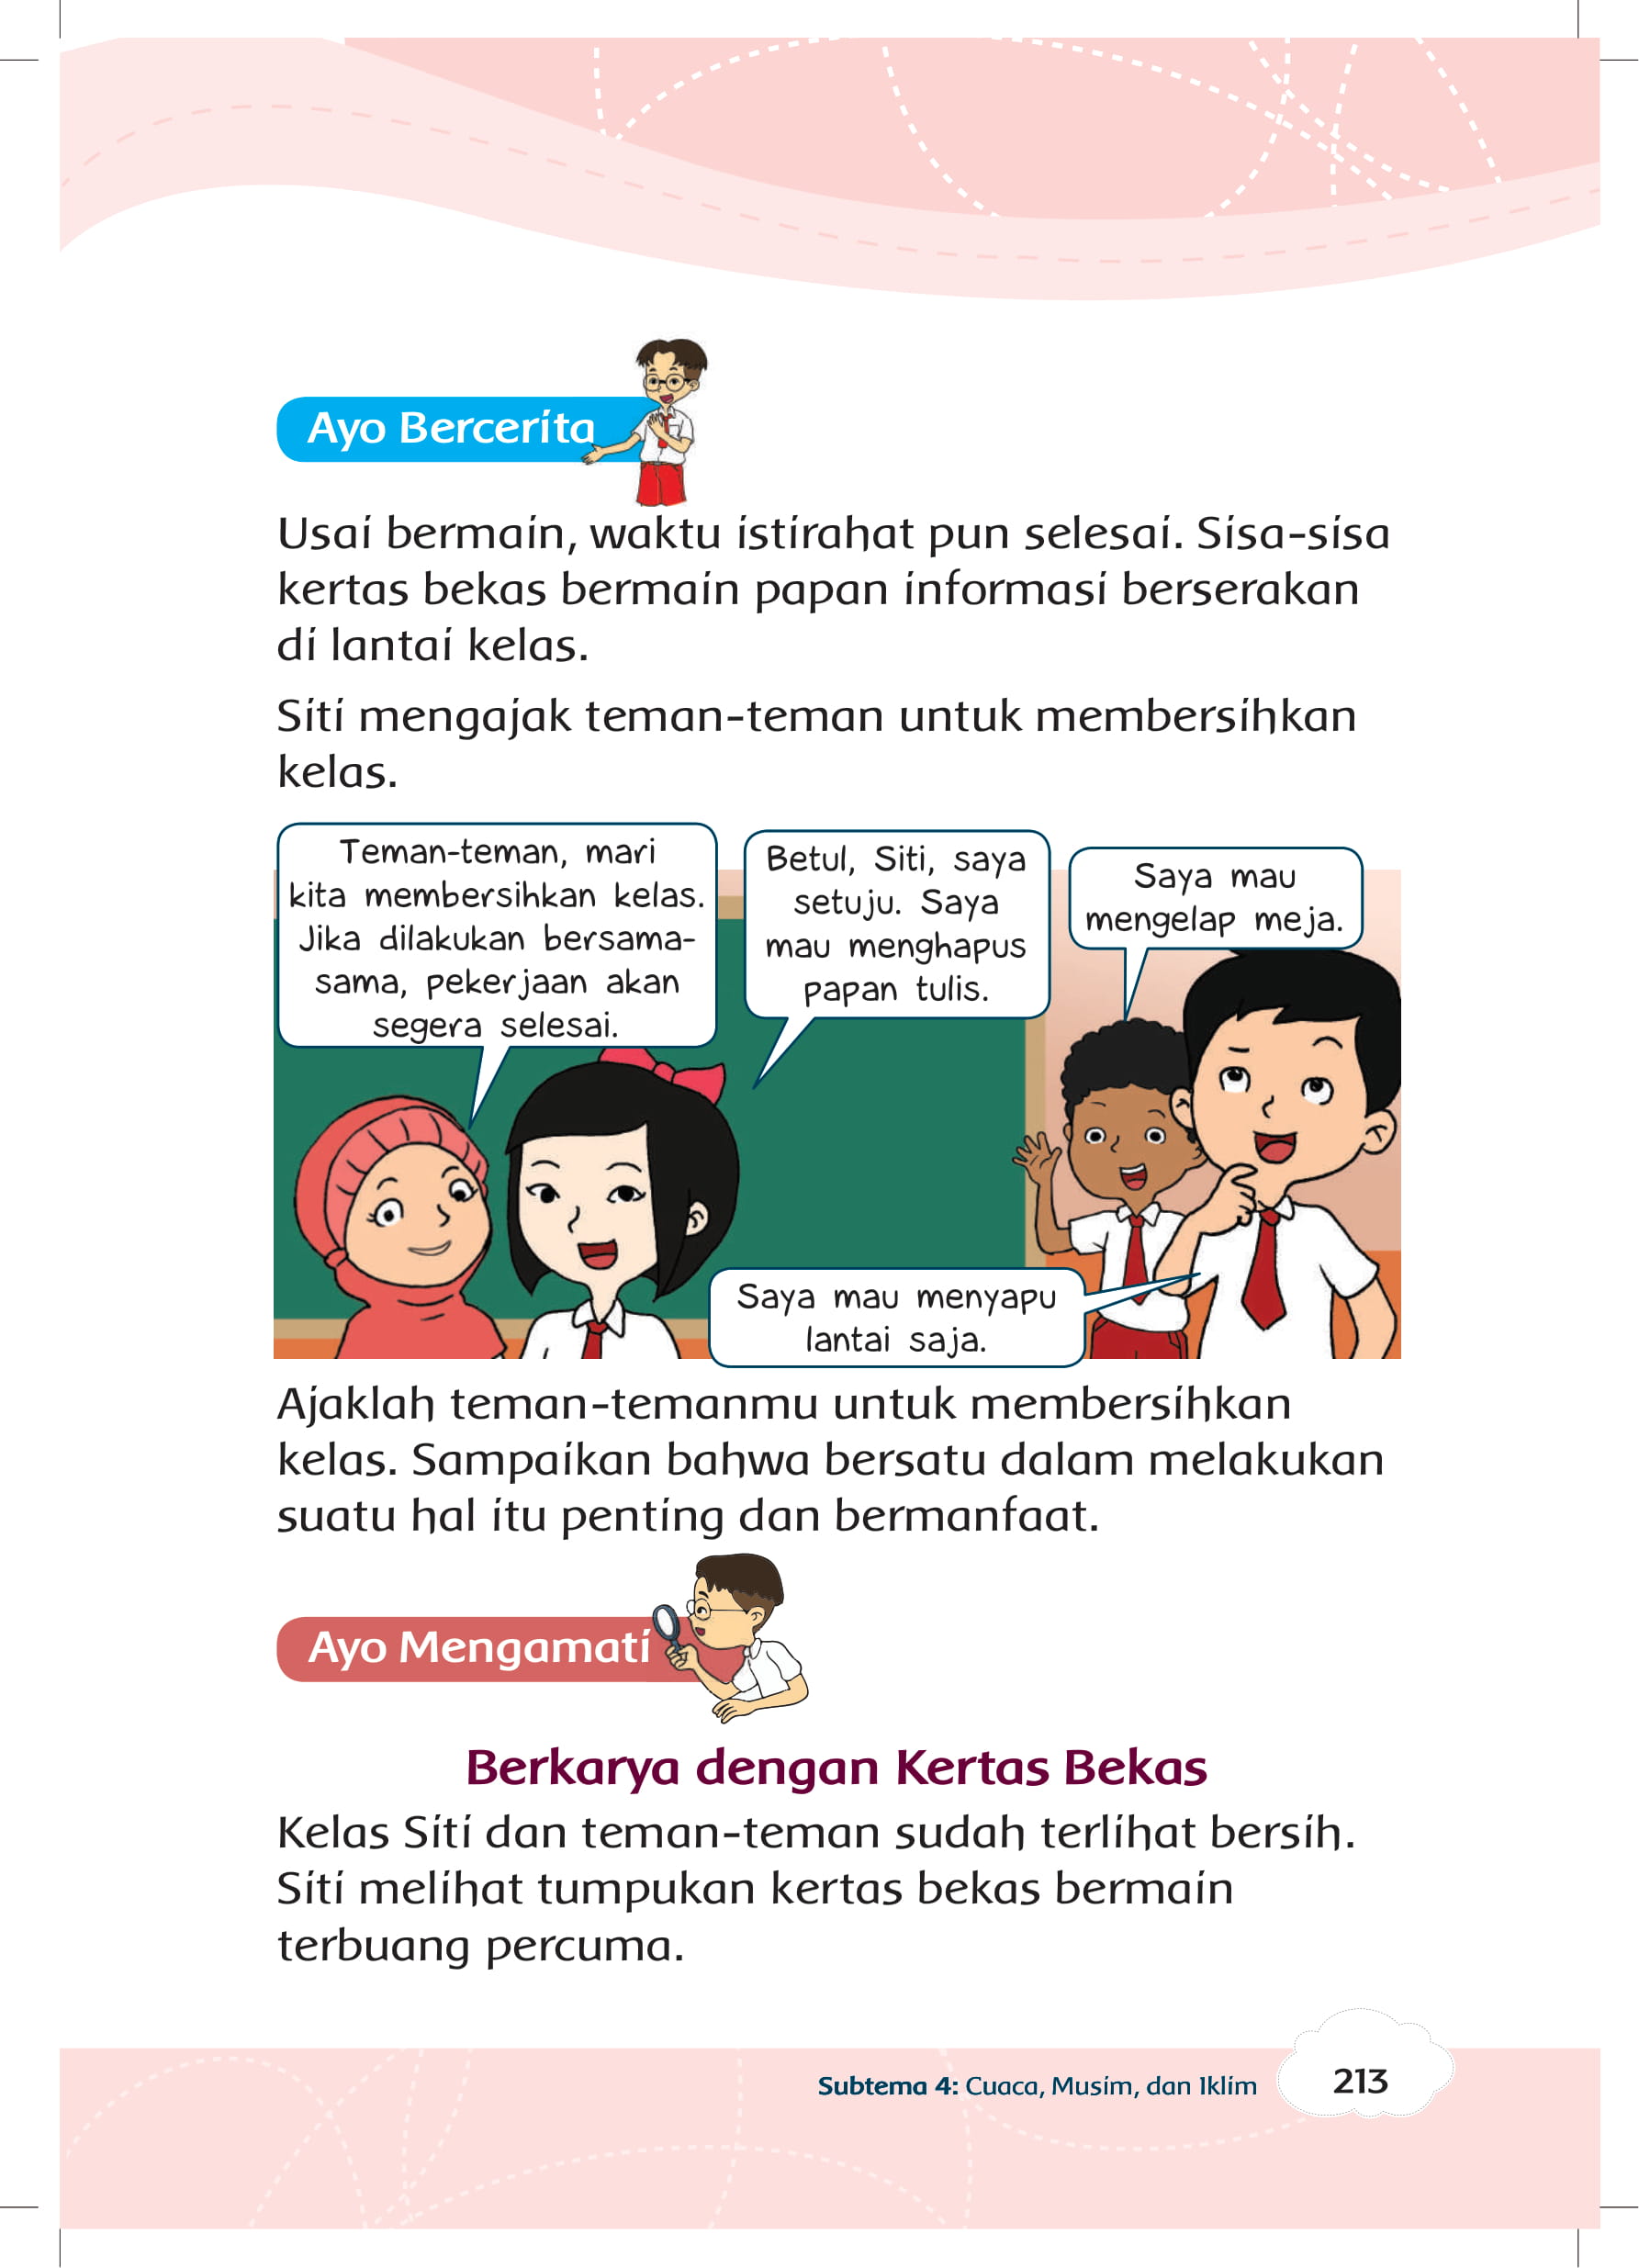 Ayo Bercerita
Usai bermain, waktu istirahat pun selesai. Sisa-sisa
kertas bekas bermain papan informasi berserakan
di lantai kelas.
Siti mengajak teman-teman untuk membersihkan
kelas.
Teman-teman, mari
kita membersihkan kelas.
Jika dilakukan bersama-
sama, pekerjaan akan
segera selesai.
Betul, Siti, saya
setuju. Saya
mau menghapus
papan tulis.
Saya mau
mengelap meja.
Saya mau menyapu
lantai saja.
Ajaklah teman-temanmu untuk membersihkan
kelas. Sampaikan bahwa bersatu dalam melakukan
suatu hal itu penting dan bermanfaat.
Ayo Mengamati
Berkarya dengan Kertas Bekas
Kelas Siti dan teman-teman sudah terlihat bersih.
Siti melihat tumpukan kertas bekas bermain
terbuang percuma.
Subtema 4: Cuaca, Musim, dan Iklim
213